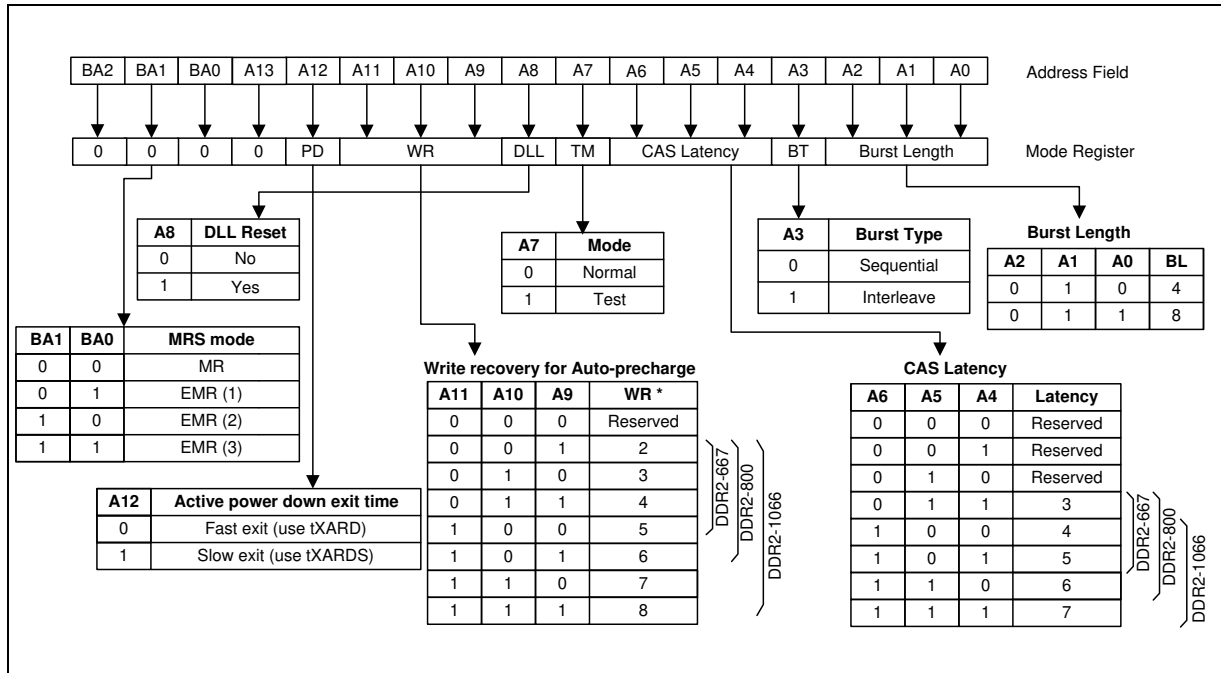 BA2 BA1 BA0 A13 A12 A11 A10 A9 A8 A7 A6 A5 A4 A3 A2 A1 A0 Address Field
0 0 0 0 PD WR DLL TM CAS Latency BT Burst Length Mode Register
A8 DLL Reset
0 No
1 Yes
A7 Mode
0 Normal
1 Test
A3 Burst Type
0 Sequential
1 Interleave
Burst Length
A2 A1 A0 BL
0 1 0 4
0 1 1 8
BA1 BA0 MRS mode
0 0 MR
0 1 EMR (1)
1 0 EMR (2)
1 1 EMR (3)
A12 Active power down exit time
0 Fast exit (use tXARD)
1 Slow exit (use tXARDS)
Write recovery for Auto-precharge
A11 A10 A9 WR *
0 0 0 Reserved
0 0 1 2
0 1 0 3
0 1 1 4
1 0 0 5
1 0 1 6
1 1 0 7
1 1 1 8
DDR2-667
DDR2-800
DDR2-1066
CAS Latency
A6 A5 A4 Latency
0 0 0 Reserved
0 0 1 Reserved
0 1 0 Reserved
0 1 1 3
1 0 0 4
1 0 1 5
1 1 0 6
1 1 1 7
DDR2-667
DDR2-800
DDR2-1066